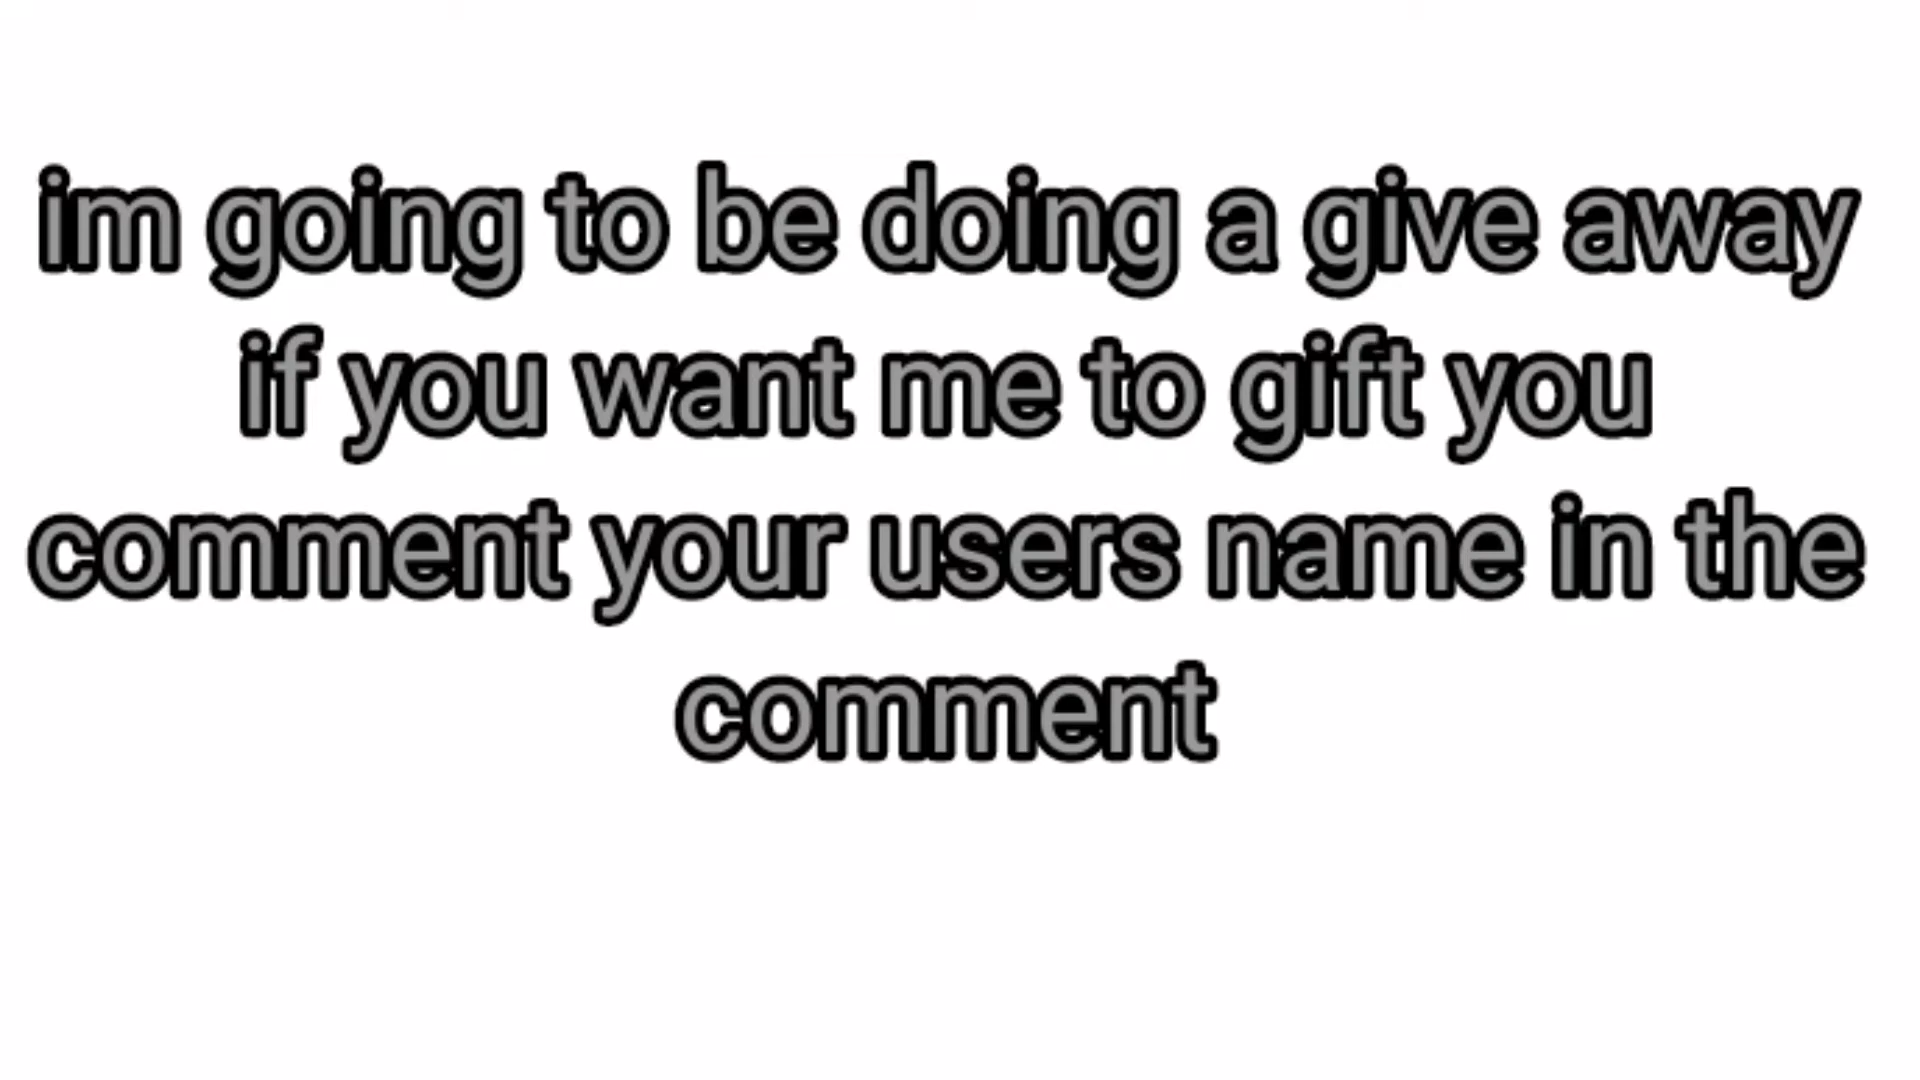 im going to be doing a give away
if you want me to gift you
comment your users name in the
comment